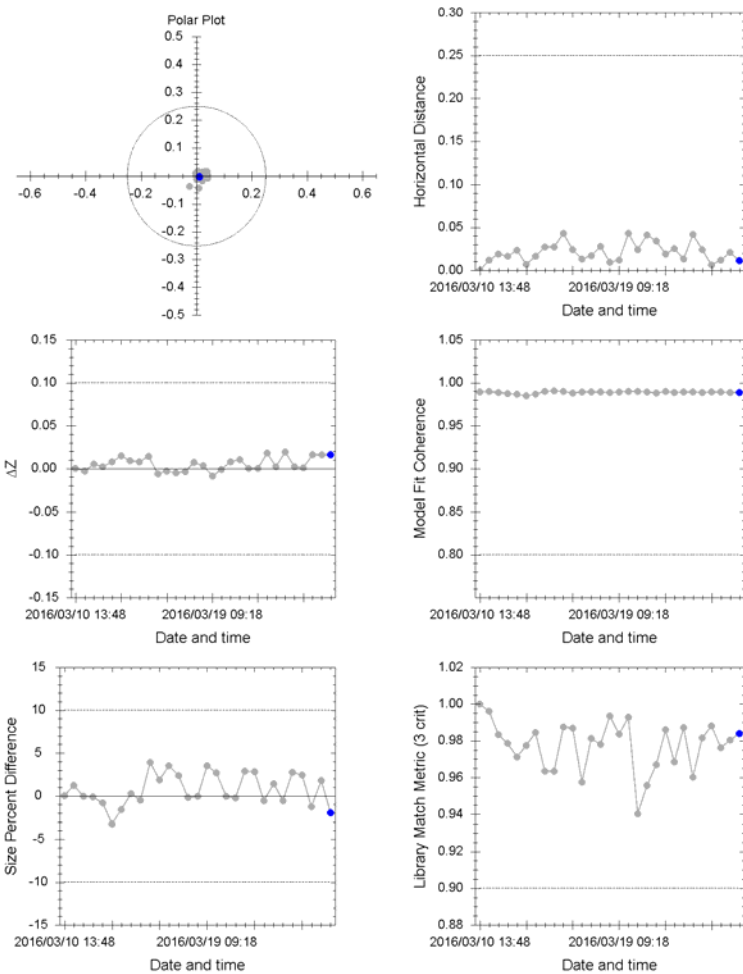 Polar Plot
0.5
0.4
0.3
0.2
0.1
-0.6 -0.4 -0.2 0.2 0.4 0.6
-0.1
-0.2
-0.3
-0.4
-0.5
Horizontal Distance
0.30
0.25
0.20
0.15
0.10
0.05
0.00
2016/03/10 13:48 2016/03/19 09:18
Date and time
ΔZ
0.15
0.10
0.05
0.00
-0.05
-0.10
-0.15
2016/03/10 13:48 2016/03/19 09:18
Date and time
Model Fit Coherence
1.05
1.00
0.95
0.90
0.85
0.80
2016/03/10 13:48 2016/03/19 09:18
Date and time
Size Percent Difference
15
10
5
0
-5
-10
-15
2016/03/10 13:48 2016/03/19 09:18
Date and time
Library Match Metric (3 crit)
1.02
1.00
0.98
0.96
0.94
0.92
0.90
0.88
2016/03/10 13:48 2016/03/19 09:18
Date and time